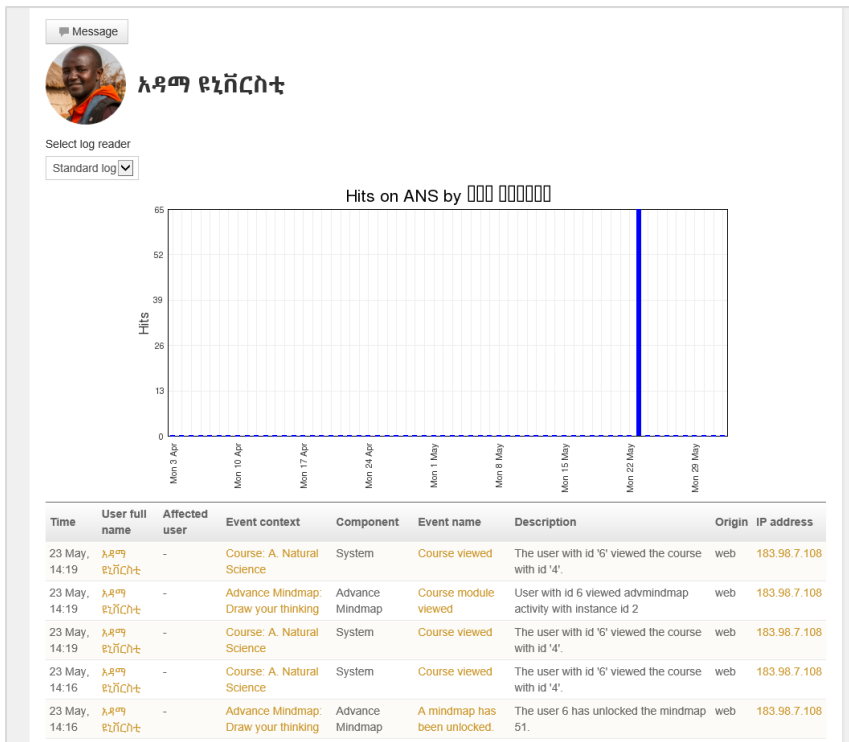 Message
አዳማ ዩኒቨርስቲ
Select log reader
Standard log
Hits on ANS by
65
52
39
26
13
0
Hits
Mon 3 Apr
Mon 10 Apr
Mon 17 Apr
Mon 24 Apr
Mon 1 May
Mon 8 May
Mon 15 May
Mon 22 May
Mon 29 May
Time User full name Affected user Event context Component Event name Description Origin IP address
23 May, አዳማ - Course: A. Natural System Course viewed The user with id '6' viewed the course web 183.98.7.108
14:19 ዩኒቨርስቲ Science with id '4'.
23 May, አዳማ - Advance Mindmap: Advance Course module User with id 6 viewed advmindmap web 183.98.7.108
14:19 ዩኒቨርስቲ Draw your thinking Mindmap viewed activity with instance id 2
23 May, አዳማ - Course: A. Natural System Course viewed The user with id '6' viewed the course web 183.98.7.108
14:19 ዩኒቨርስቲ Science with id '4'.
23 May, አዳማ - Course: A. Natural System Course viewed The user with id '6' viewed the course web 183.98.7.108
14:16 ዩኒቨርስቲ Science with id '4'.
23 May, አዳማ - Advance Mindmap: Advance A mindmap has The user 6 has unlocked the mindmap web 183.98.7.108
14:16 ዩኒቨርስቲ Draw your thinking Mindmap been unlocked. 51.